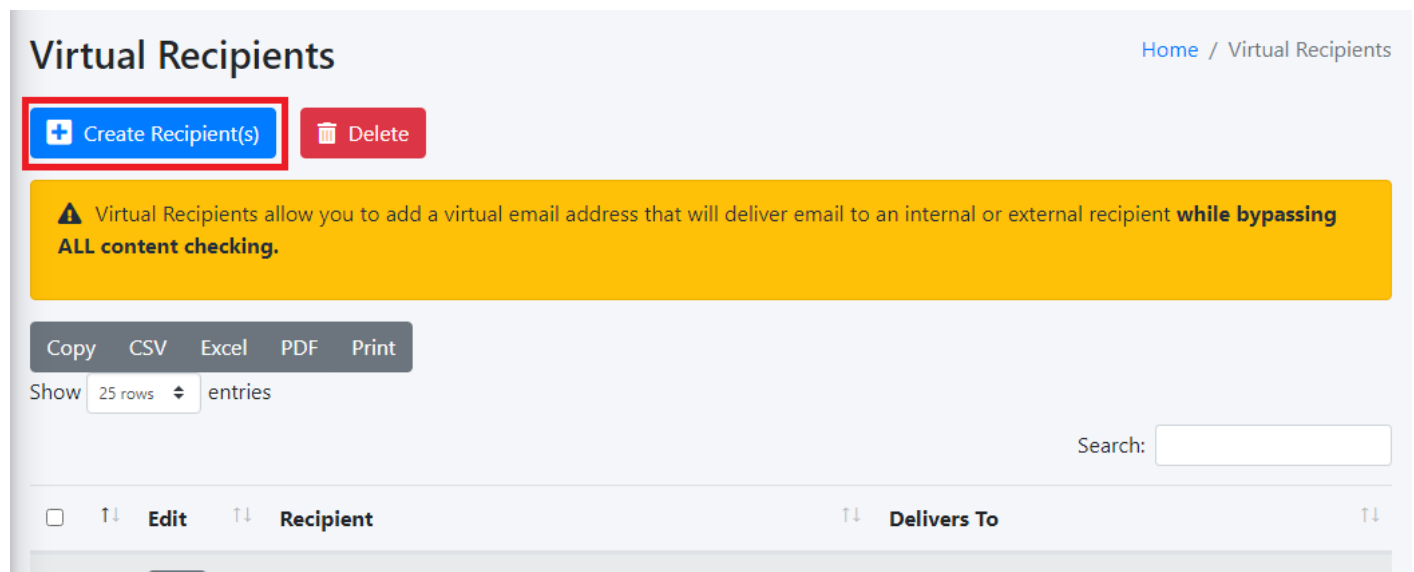 Virtual Recipients
Home / Virtual Recipients
Create Recipient(s)
Delete
Virtual Recipients allow you to add a virtual email address that will deliver email to an internal or external recipient while bypassing
ALL content checking.
Copy CSV Excel PDF Print
Show 25 rows entries
Search:
Edit Recipient Delivers To